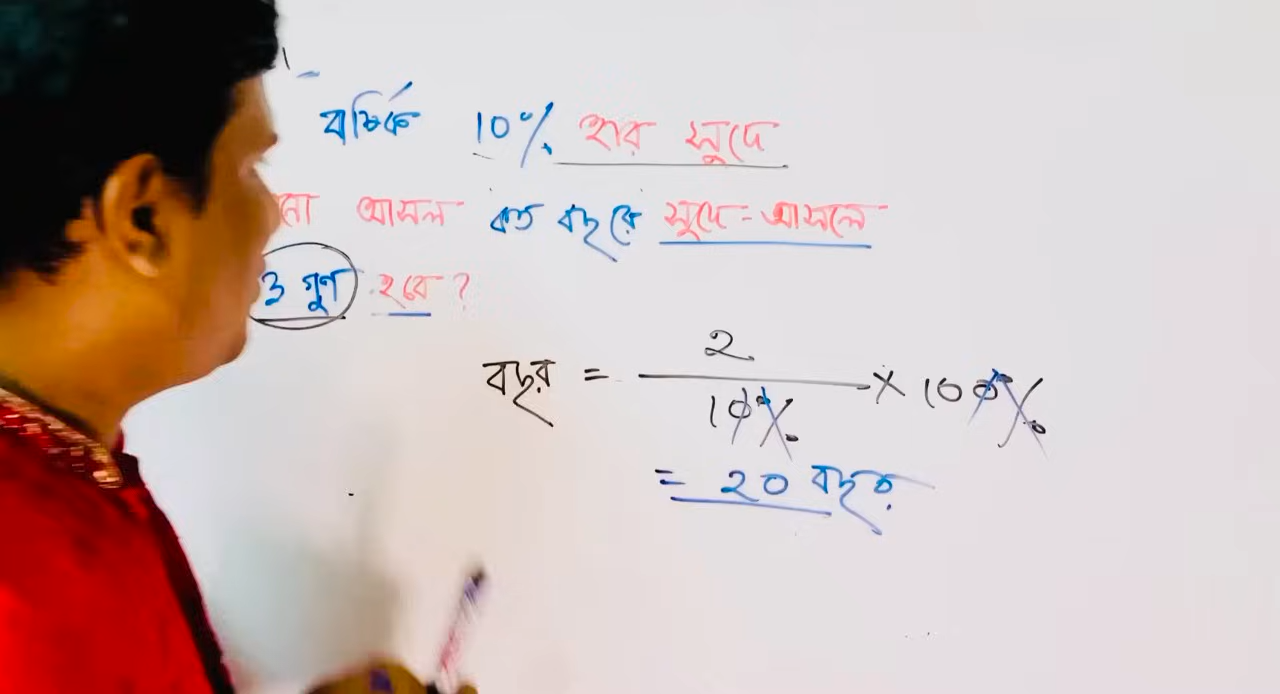 বার্ষিক 10% হার সুদে
আসল কত বছরে সুদে-আসলে
3 গুণ হবে ?
বছর = 2/10% × 100%
= 20 বছর